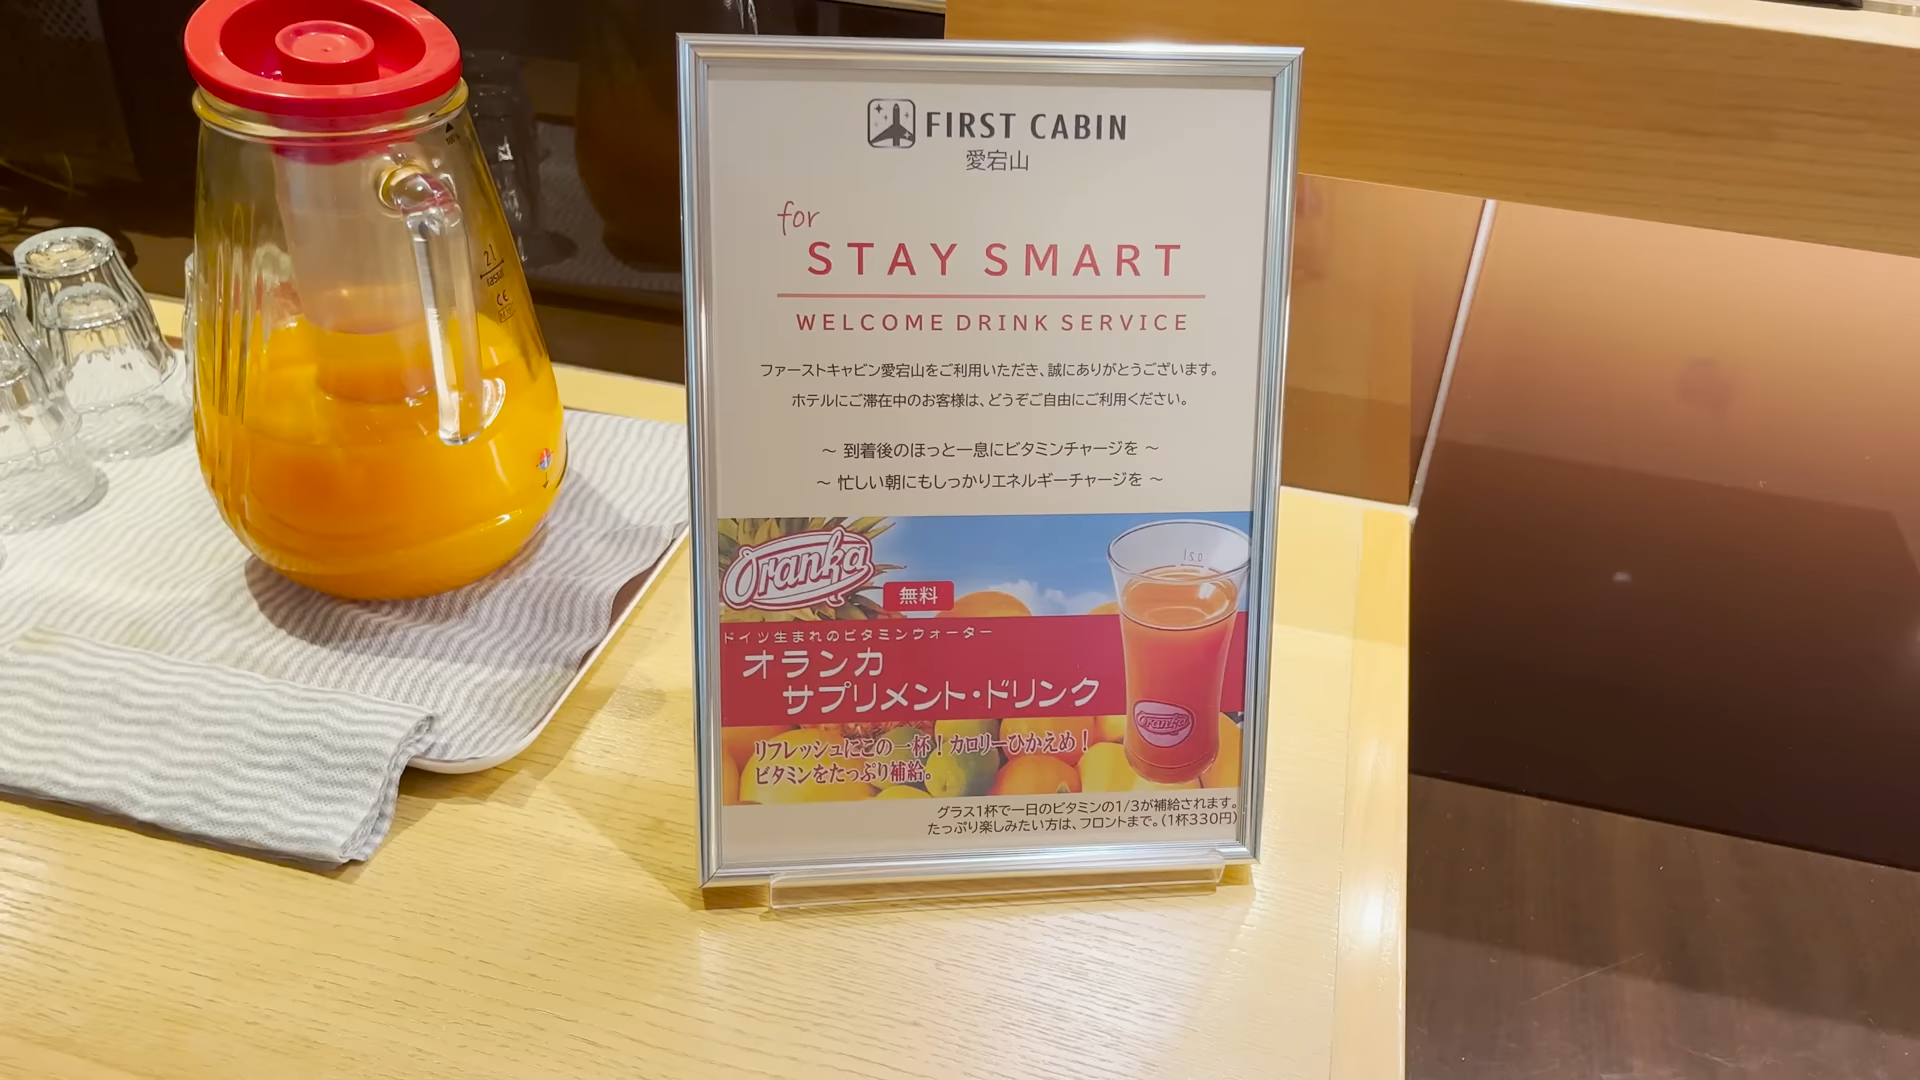 FIRST CABIN
愛宕山
for
STAY SMART
WELCOME DRINK SERVICE
ファーストキャビン愛宕山をご利用いただき、誠にありがとうございます。
ホテルにご滞在中のお客様は、どうぞご自由にご利用ください。
～ 到着後のほっと一息にビタミンチャージを ～
～ 忙しい朝にもしっかりエネルギーチャージを ～
Oranka
無料
ドイツ生まれのビタミンウォーター
オランカ
サプリメント・ドリンク
リフレッシュにこの一杯！カロリーひかえめ！
ビタミンをたっぷり補給。
グラス1杯で一日のビタミンの1/3が補給されます。
たっぷり楽しみたい方は、フロントまで。(1杯330円)
Oranka
0,2l
2l
rastal
CE